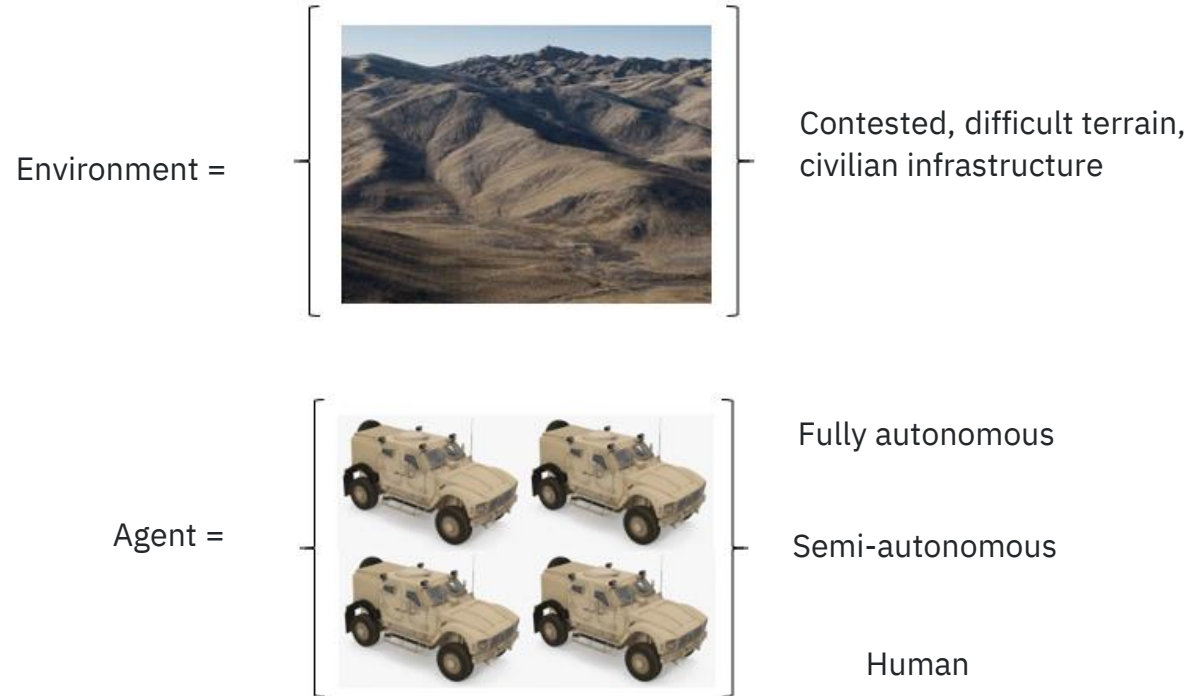 Environment =
Contested, difficult terrain,
civilian infrastructure
Agent =
Fully autonomous
Semi-autonomous
Human